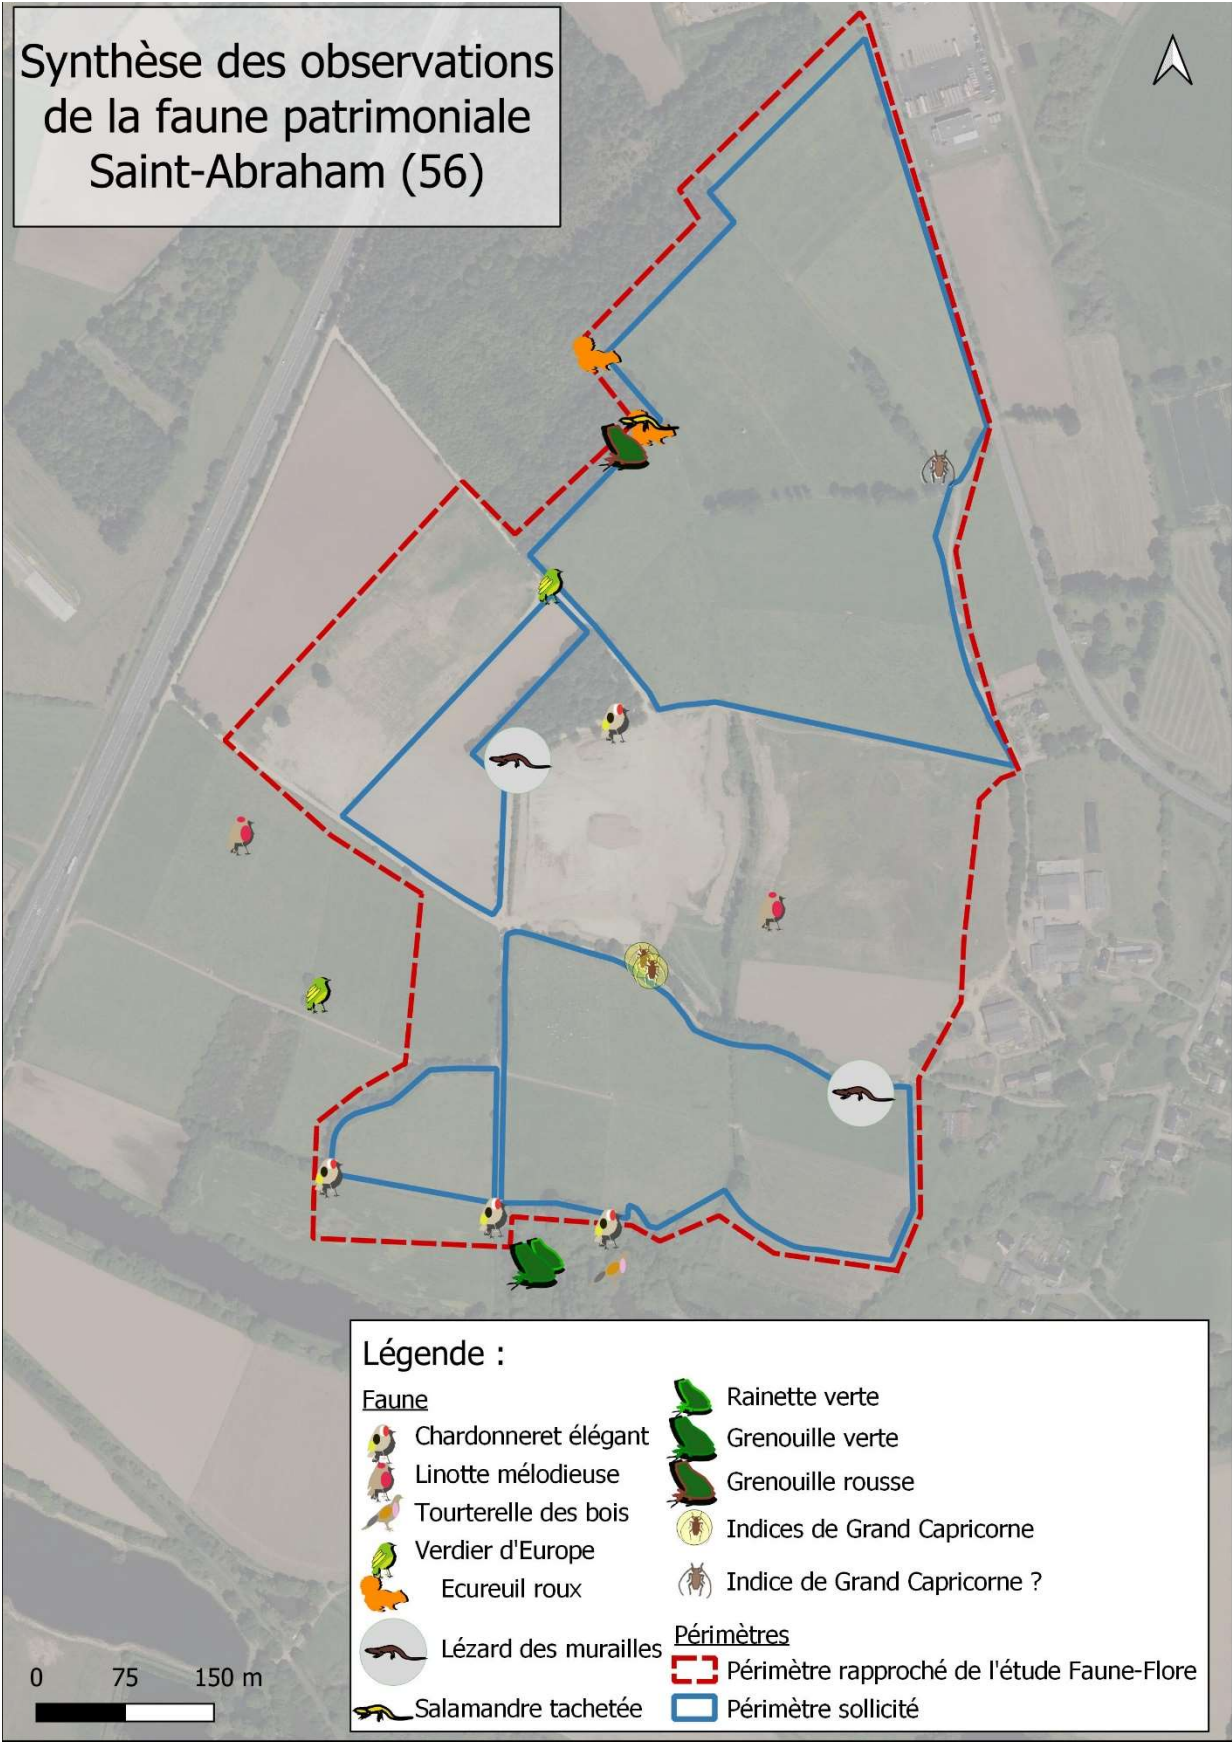 Synthèse des observations
de la faune patrimoniale
Saint-Abraham (56)
Légende :
Faune
Chardonneret élégant
Linotte mélodieuse
Tourterelle des bois
Verdier d'Europe
Ecureuil roux
Lézard des murailles
Salamandre tachetée
Rainette verte
Grenouille verte
Grenouille rousse
Indices de Grand Capricorne
Indice de Grand Capricorne ?
Périmètres
Périmètre rapproché de l'étude Faune-Flore
Périmètre sollicité
0 75 150 m